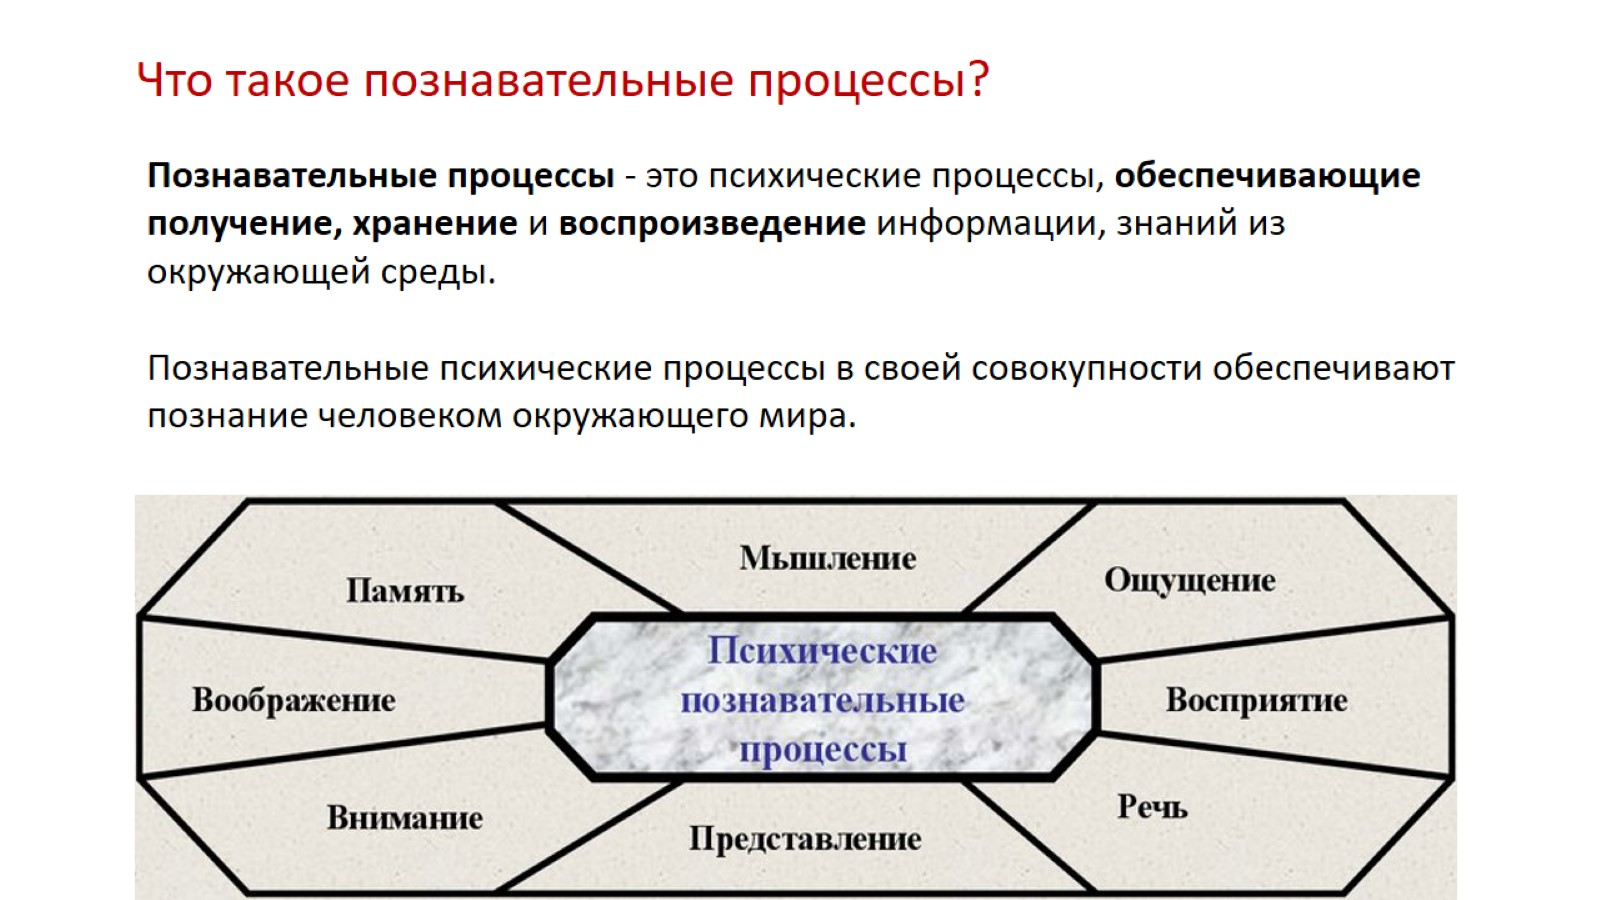 Что такое познавательные процессы?
Познавательные процессы - это психические процессы, обеспечивающие
получение, хранение и воспроизведение информации, знаний из
окружающей среды.
Познавательные психические процессы в своей совокупности обеспечивают
познание человеком окружающего мира.
Память
Мышление
Ощущение
Воображение
Психические
познавательные
процессы
Восприятие
Внимание
Представление
Речь